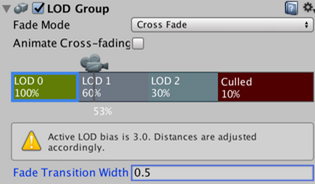 LOD Group
Fade Mode Cross Fade
Animate Cross-fading
LOD 0 LOD 1 LOD 2 Culled
100% 60% 30% 10%
53%
Active LOD bias is 3.0. Distances are adjusted
accordingly.
Fade Transition Width 0.5